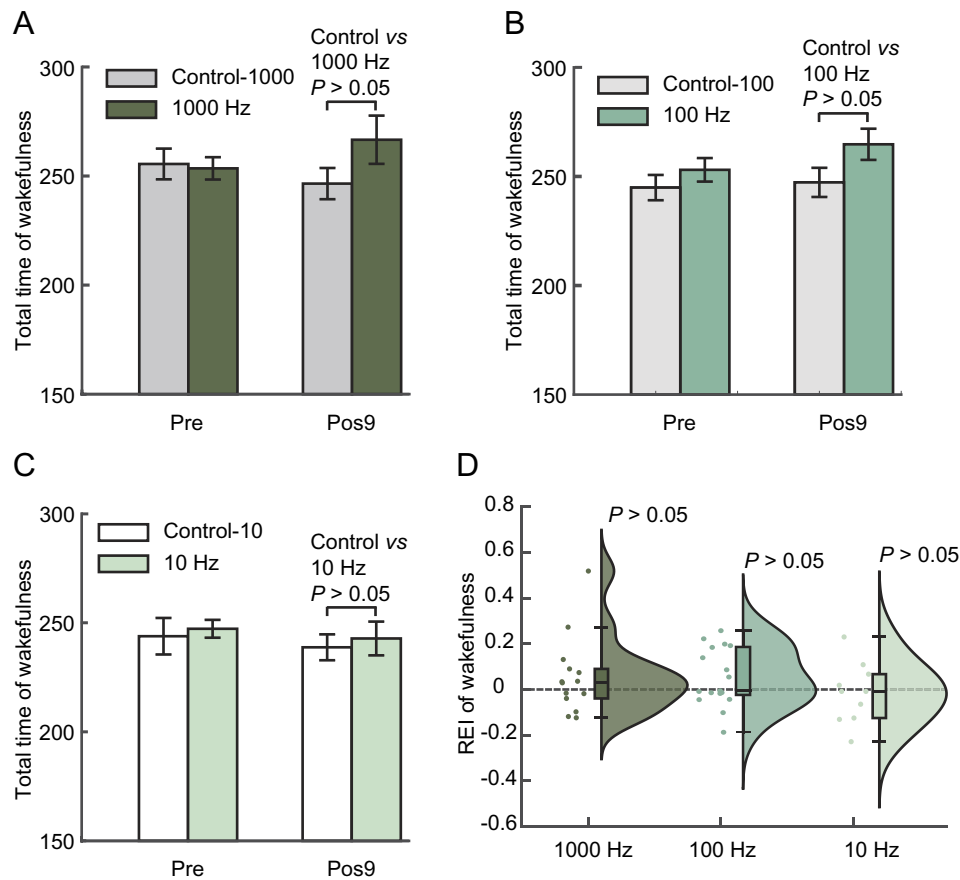 A
Control vs
1000 Hz
P > 0.05
Control-1000
1000 Hz
300
250
200
150
Total time of wakefulness
Pre
Pos9
B
Control vs
100 Hz
P > 0.05
Control-100
100 Hz
300
250
200
150
Total time of wakefulness
Pre
Pos9
C
Control-10
10 Hz
Control vs
10 Hz
P > 0.05
300
250
200
150
Total time of wakefulness
Pre
Pos9
D
0.8
0.6
0.4
0.2
0
-0.2
-0.4
-0.6
REI of wakefulness
P > 0.05
P > 0.05
P > 0.05
1000 Hz
100 Hz
10 Hz